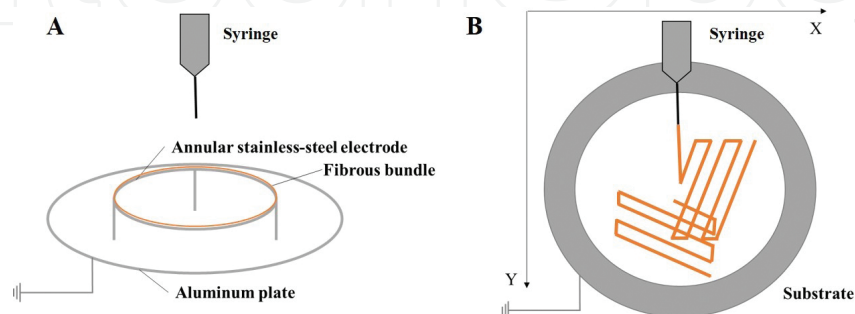 A
Syringe
Annular stainless-steel electrode
Fibrous bundle
Aluminum plate
B
X
Syringe
Y
Substrate